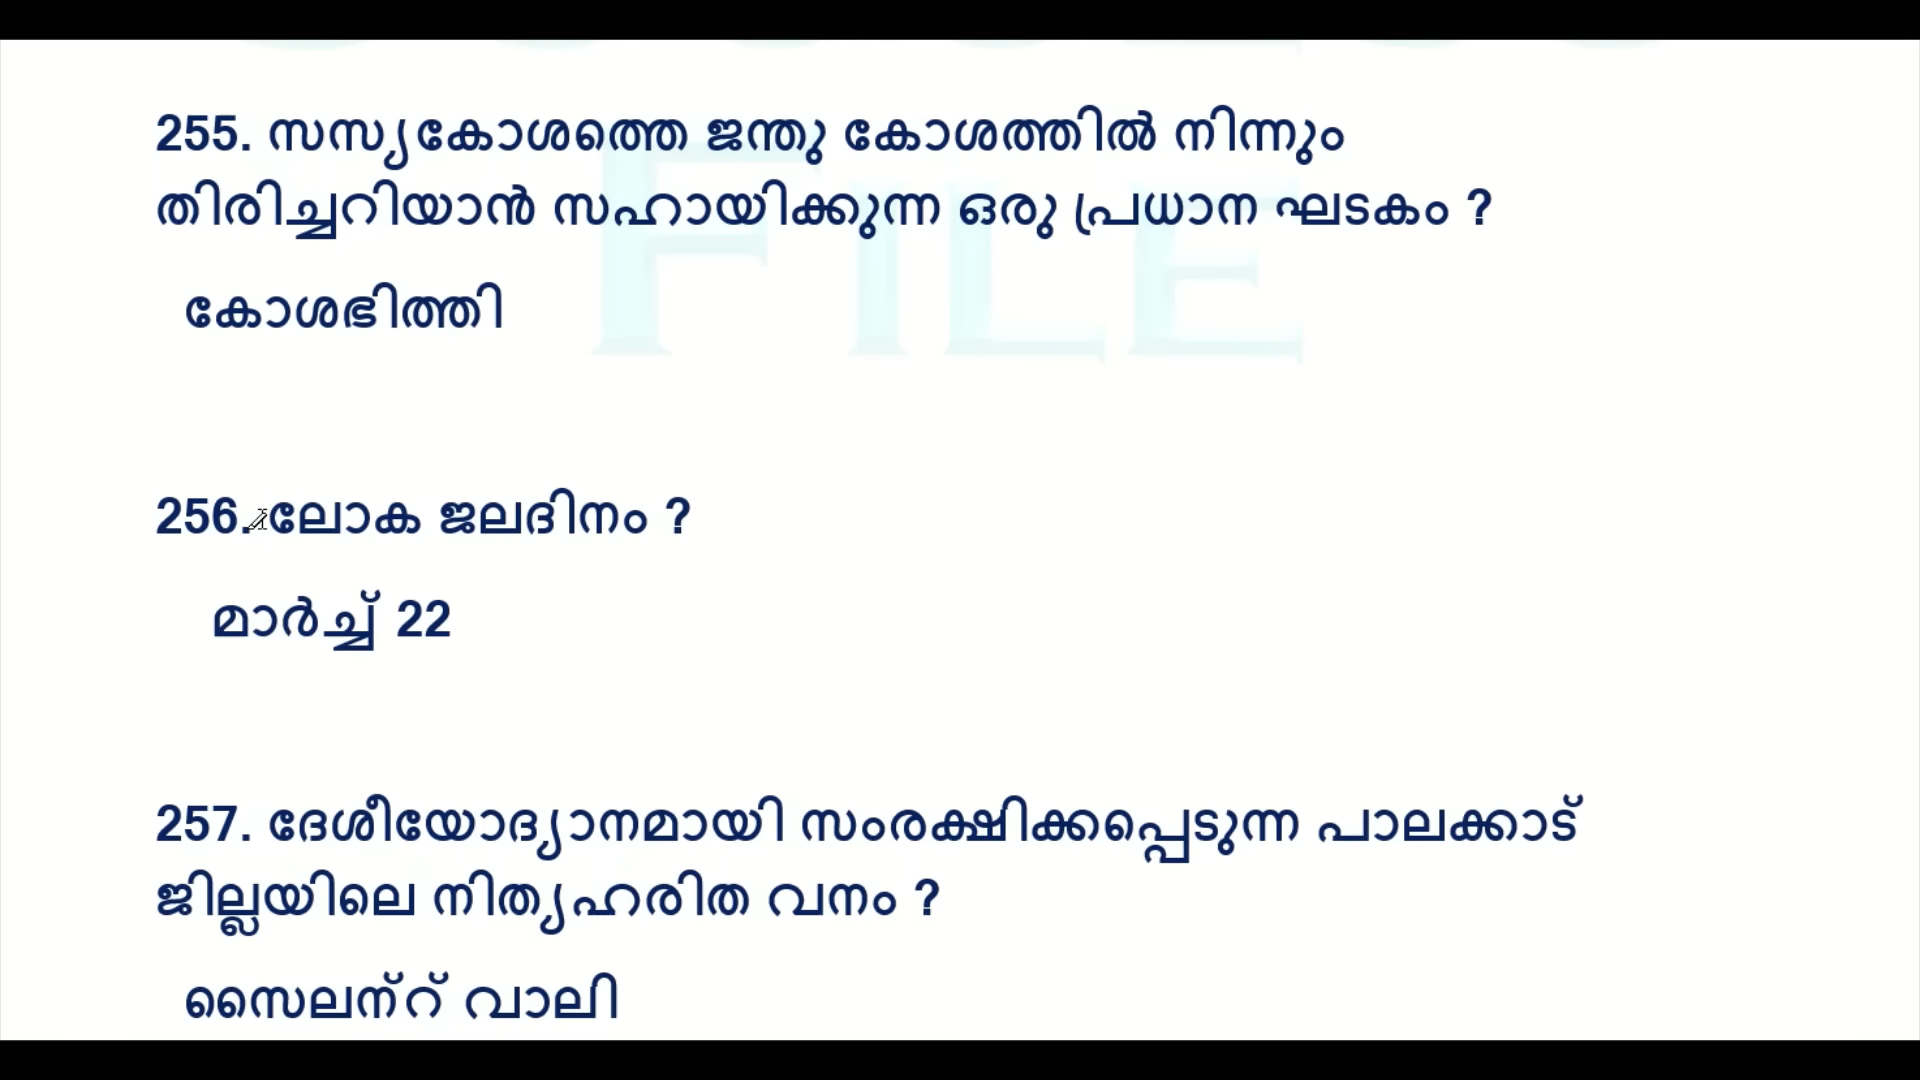 FILE
255. സസ്യകോശത്തെ ജന്തു കോശത്തിൽ നിന്നും
തിരിച്ചറിയാൻ സഹായിക്കുന്ന ഒരു പ്രധാന ഘടകം ?
കോശഭിത്തി
256. ലോക ജലദിനം ?
മാർച്ച് 22
257. ദേശീയോദ്യാനമായി സംരക്ഷിക്കപ്പെടുന്ന പാലക്കാട്
ജില്ലയിലെ നിത്യഹരിത വനം ?
സൈലന്റ് വാലി